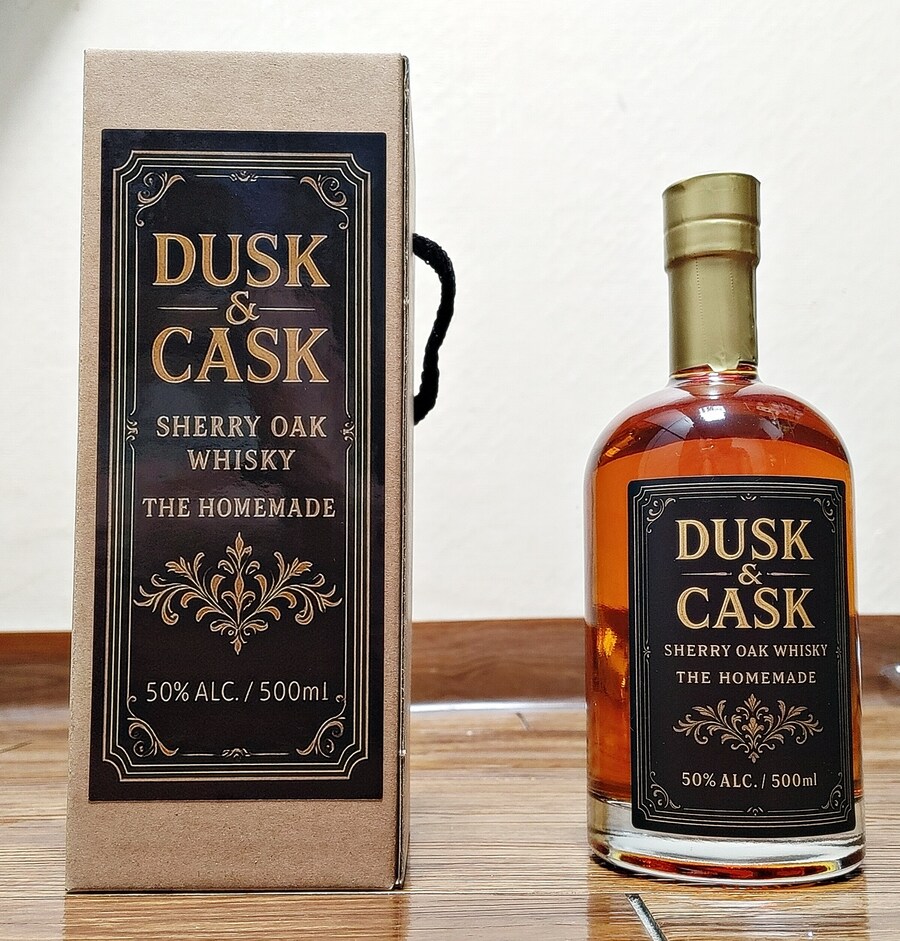 DUSK
&
CASK
SHERRY OAK
WHISKY
THE HOMEMADE
50% ALC. / 500ml
DUSK
&
CASK
SHERRY OAK WHISKY
THE HOMEMADE
50% ALC. / 500ml